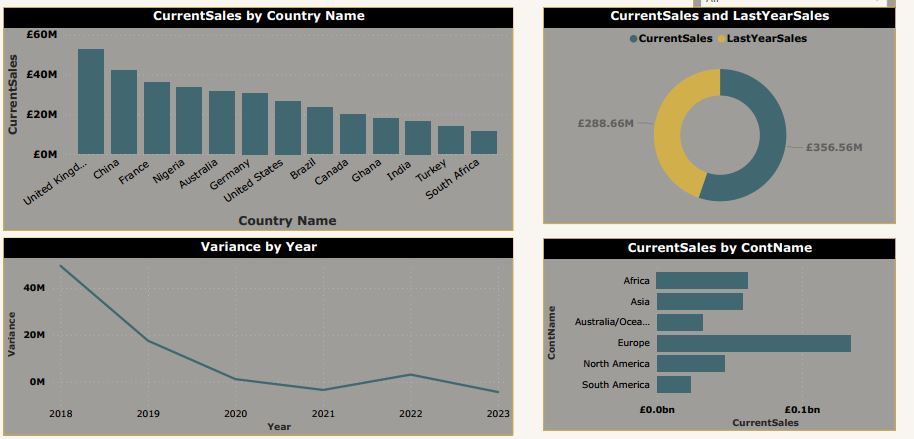 CurrentSales by Country Name
£60M
£40M
£20M
£0M
CurrentSales
United Kingd...
China
France
Nigeria
Australia
Germany
United States
Brazil
Canada
Ghana
India
Turkey
South Africa
Country Name
CurrentSales and LastYearSales
CurrentSales LastYearSales
£288.66M
£356.56M
Variance by Year
40M
20M
0M
Variance
2018 2019 2020 2021 2022 2023
Year
CurrentSales by ContName
Africa
Asia
Australia/Ocea...
Europe
North America
South America
ContName
£0.0bn £0.1bn
CurrentSales